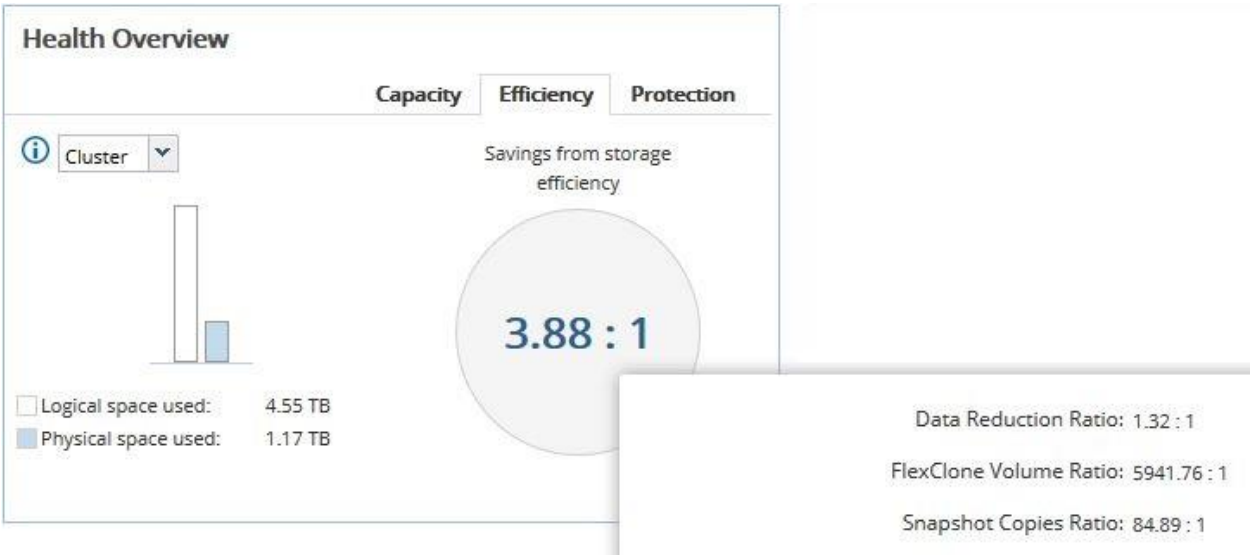 Health Overview
Capacity Efficiency Protection
Cluster
Savings from storage
efficiency
3.88 : 1
Logical space used: 4.55 TB
Physical space used: 1.17 TB
Data Reduction Ratio: 1.32 : 1
FlexClone Volume Ratio: 5941.76 : 1
Snapshot Copies Ratio: 84.89 : 1